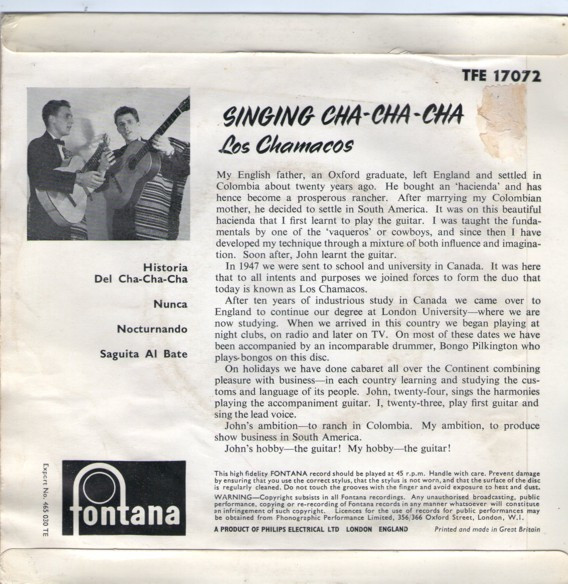 TFE 17072
SINGING CHA-CHA-CHA
Los Chamacos
My English father, an Oxford graduate, left England and settled in
Colombia about twenty years ago. He bought an 'hacienda' and has
hence become a prosperous rancher. After marrying my Colombian
mother, he decided to settle in South America. It was on this beautiful
hacienda that I first learnt to play the guitar. I was taught the funda-
mentals by one of the 'vaqueros' or cowboys, and since then I have
developed my technique through a mixture of both influence and imagina-
tion. Soon after, John learnt the guitar.
In 1947 we were sent to school and university in Canada. It was here
that to all intents and purposes we joined forces to form the duo that
today is known as Los Chamacos.
After ten years of industrious study in Canada we came over to
England to continue our degree at London University—where we are
now studying. When we arrived in this country we began playing at
night clubs, on radio and later on TV. On most of these dates we have
been accompanied by an incomparable drummer, Bongo Pilkington who
plays-bongos on this disc.
On holidays we have done cabaret all over the Continent combining
pleasure with business—in each country learning and studying the cus-
toms and language of its people. John, twenty-four, sings the harmonies
playing the accompaniment guitar. I, twenty-three, play first guitar and
sing the lead voice.
John's ambition—to ranch in Colombia. My ambition, to produce
show business in South America.
John's hobby—the guitar! My hobby—the guitar!
Historia
Del Cha-Cha-Cha
Nunca
Nocturnando
Saguita Al Bate
Export No. 465 030 TE
fontana
This high fidelity FONTANA record should be played at 45 r.p.m. Handle with care. Prevent damage
by ensuring that you use the correct stylus, that the stylus is not worn, and that the surface of the disc
is regularly cleaned. Do not touch the grooves with the finger and avoid exposure to heat and dust.
WARNING—Copyright subsists in all Fontana recordings. Any unauthorised broadcasting, public
performance, copying or re-recording of Fontana records in any manner whatsoever will constitute
an infringement of such copyright. Licences for the use of records for public performances may
be obtained from Phonographic Performance Limited, 356/366 Oxford Street, London, W.1.
A PRODUCT OF PHILIPS ELECTRICAL LTD LONDON ENGLAND
Printed and made in Great Britain